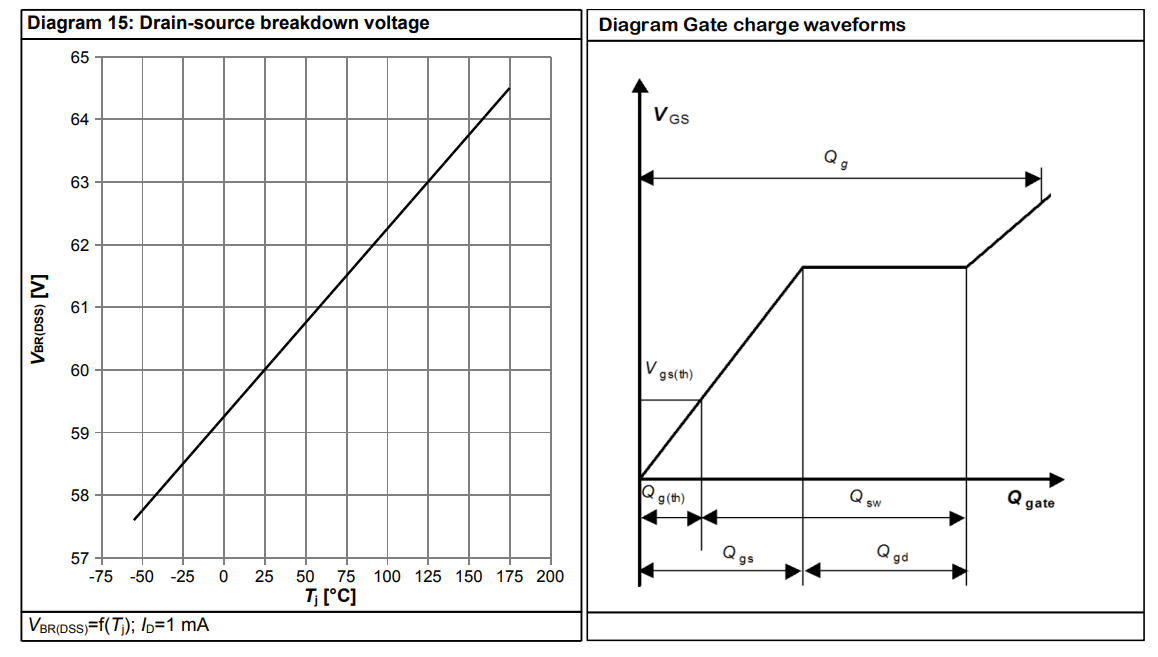 Diagram 15: Drain-source breakdown voltage
65
64
63
62
61
60
59
58
57
-75 -50 -25 0 25 50 75 100 125 150 175 200
VBR(DSS) [V]
Tj [°C]
VBR(DSS)=f(Tj); ID=1 mA
Diagram Gate charge waveforms
VGS
Qg
Vgs(th)
Qg(th)
Qsw
Qgate
Qgs
Qgd